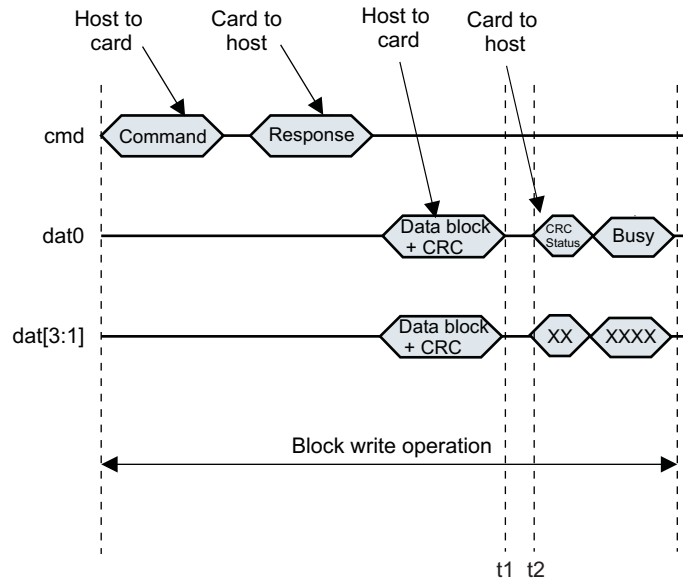 Host to
card
Card to
host
Host to
card
Card to
host
cmd
Command
Response
dat0
Data block
+ CRC
CRC
Status
Busy
dat[3:1]
Data block
+ CRC
XX
XXXX
Block write operation
t1
t2